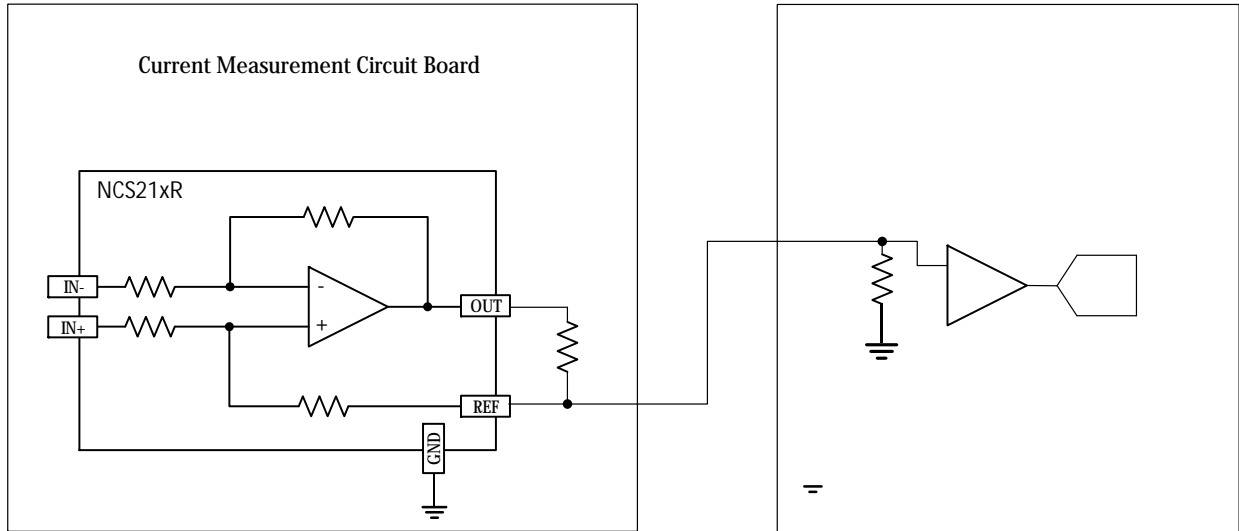 Current Measurement Circuit Board
NCS21xR
IN-
IN+
-
+
OUT
REF
GND